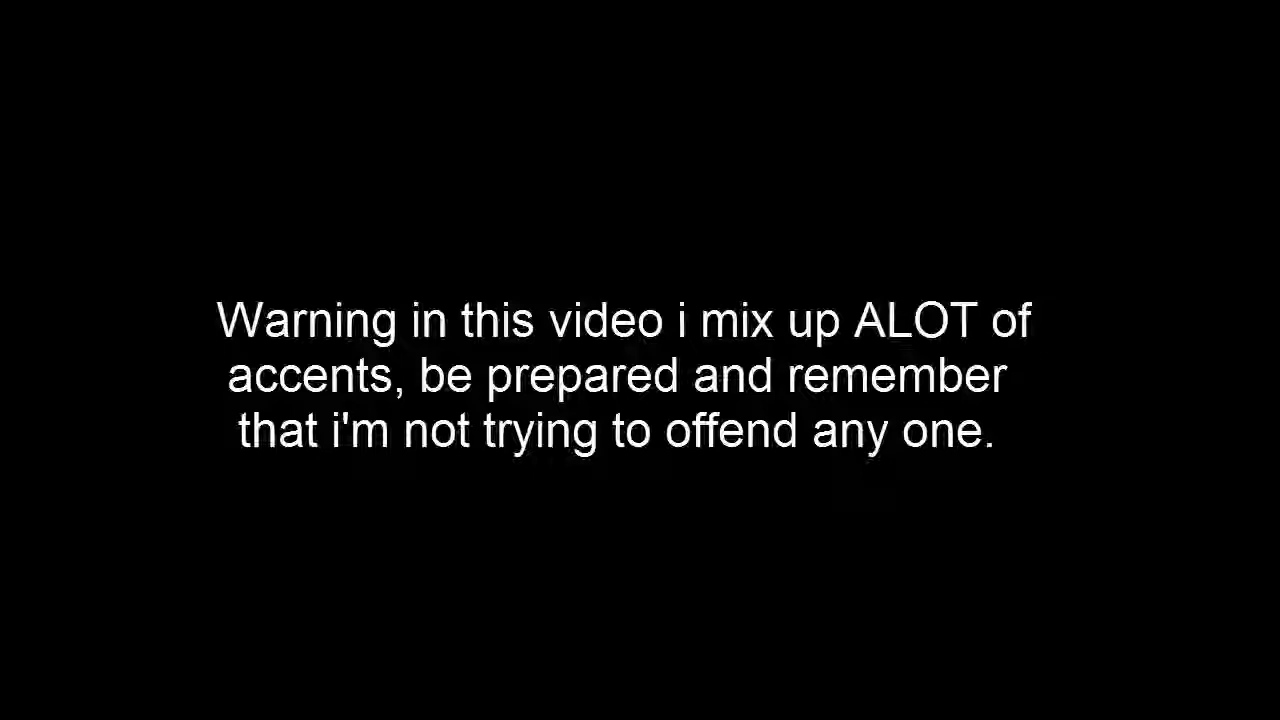 Warning in this video i mix up ALOT of
accents, be prepared and remember
that i'm not trying to offend any one.